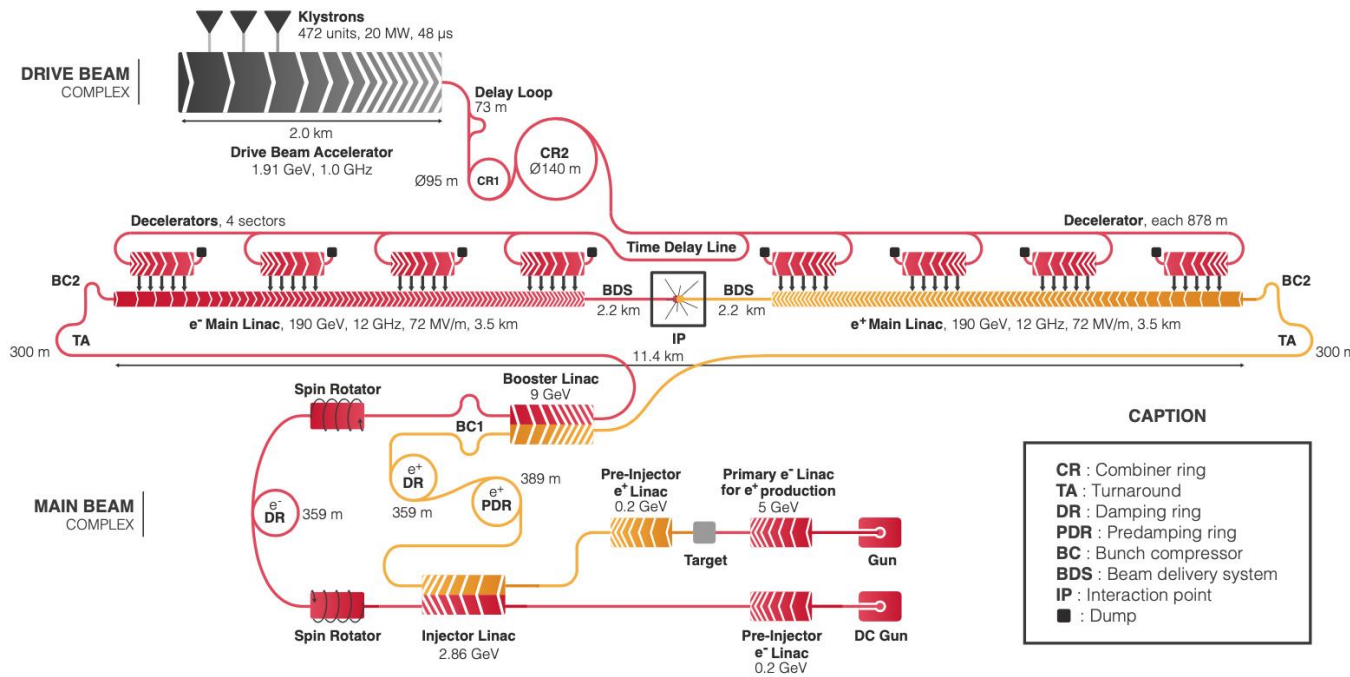 Klystrons
472 units, 20 MW, 48 µs
DRIVE BEAM
COMPLEX
Delay Loop
73 m
2.0 km
Drive Beam Accelerator
1.91 GeV, 1.0 GHz
CR2
Ø140 m
Ø95 m
CR1
Decelerators, 4 sectors
Decelerator, each 878 m
Time Delay Line
BC2
BDS
2.2 km
BDS
2.2 km
BC2
e⁻ Main Linac, 190 GeV, 12 GHz, 72 MV/m, 3.5 km
IP
e⁺ Main Linac, 190 GeV, 12 GHz, 72 MV/m, 3.5 km
TA
300 m
TA
300 m
11.4 km
Spin Rotator
Booster Linac
9 GeV
BC1
MAIN BEAM
COMPLEX
e⁻
DR
359 m
e⁺
DR
359 m
e⁺
PDR
389 m
Pre-Injector
e⁺ Linac
0.2 GeV
Primary e⁻ Linac
for e⁺ production
5 GeV
Target
Gun
Spin Rotator
Injector Linac
2.86 GeV
Pre-Injector
e⁻ Linac
0.2 GeV
DC Gun
CAPTION
CR : Combiner ring
TA : Turnaround
DR : Damping ring
PDR : Predamping ring
BC : Bunch compressor
BDS : Beam delivery system
IP : Interaction point
: Dump